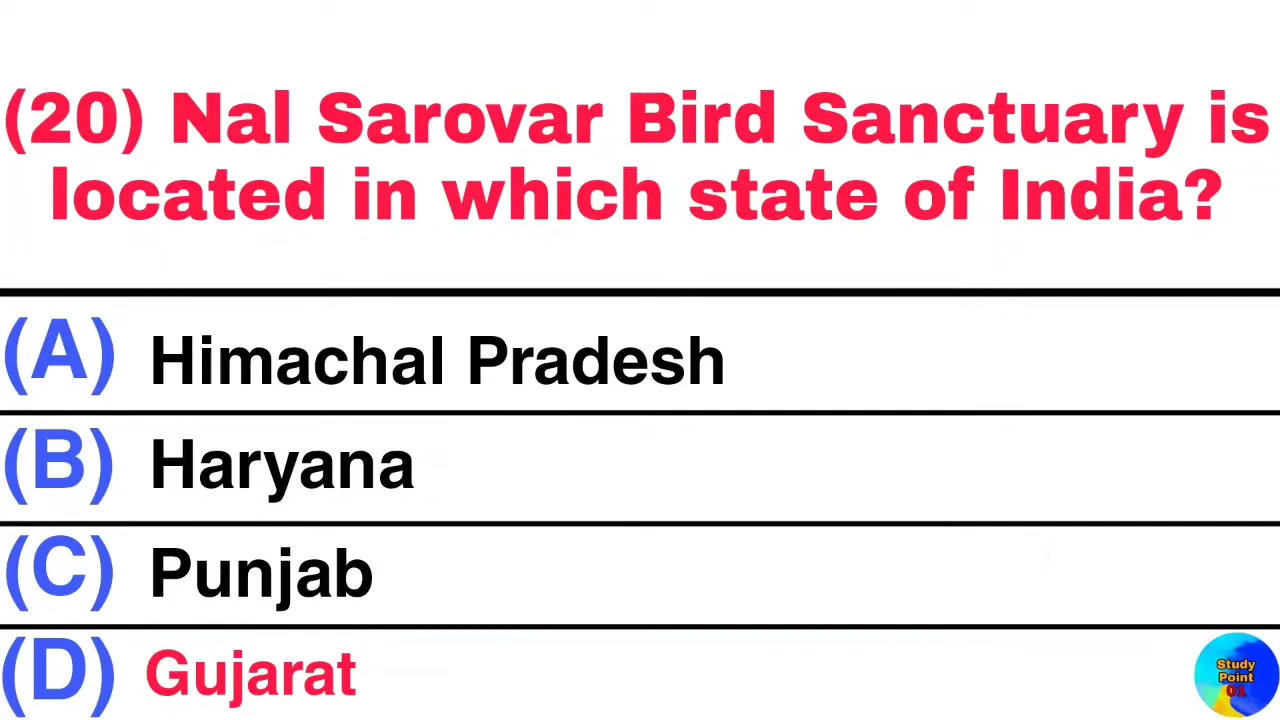 (20) Nal Sarovar Bird Sanctuary is
located in which state of India?
(A) Himachal Pradesh
(B) Haryana
(C) Punjab
(D) Gujarat
Study
Point
01